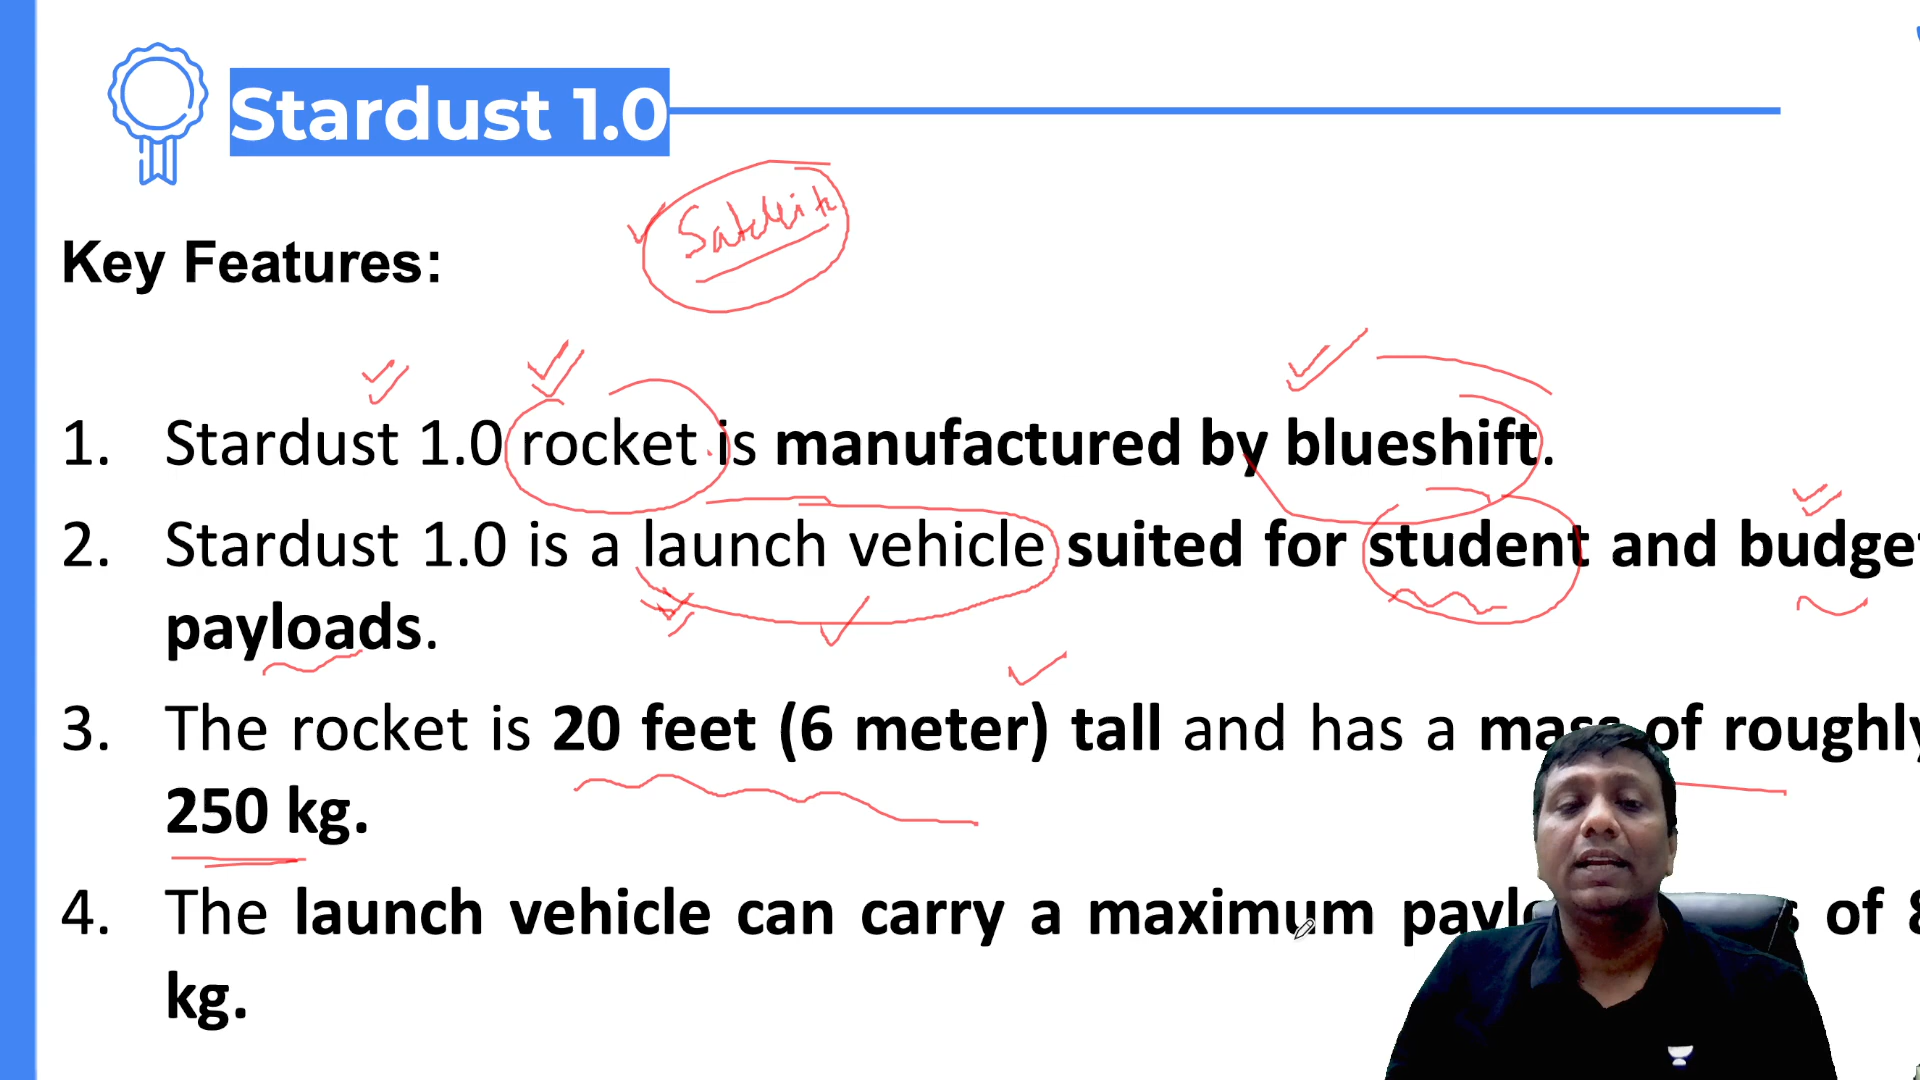 Stardust 1.0
Key Features:
1. Stardust 1.0 rocket is manufactured by blueshift.
2. Stardust 1.0 is a launch vehicle suited for student and budget
payloads.
3. The rocket is 20 feet (6 meter) tall and has a mass of roughly
250 kg.
4. The launch vehicle can carry a maximum of 8
kg.